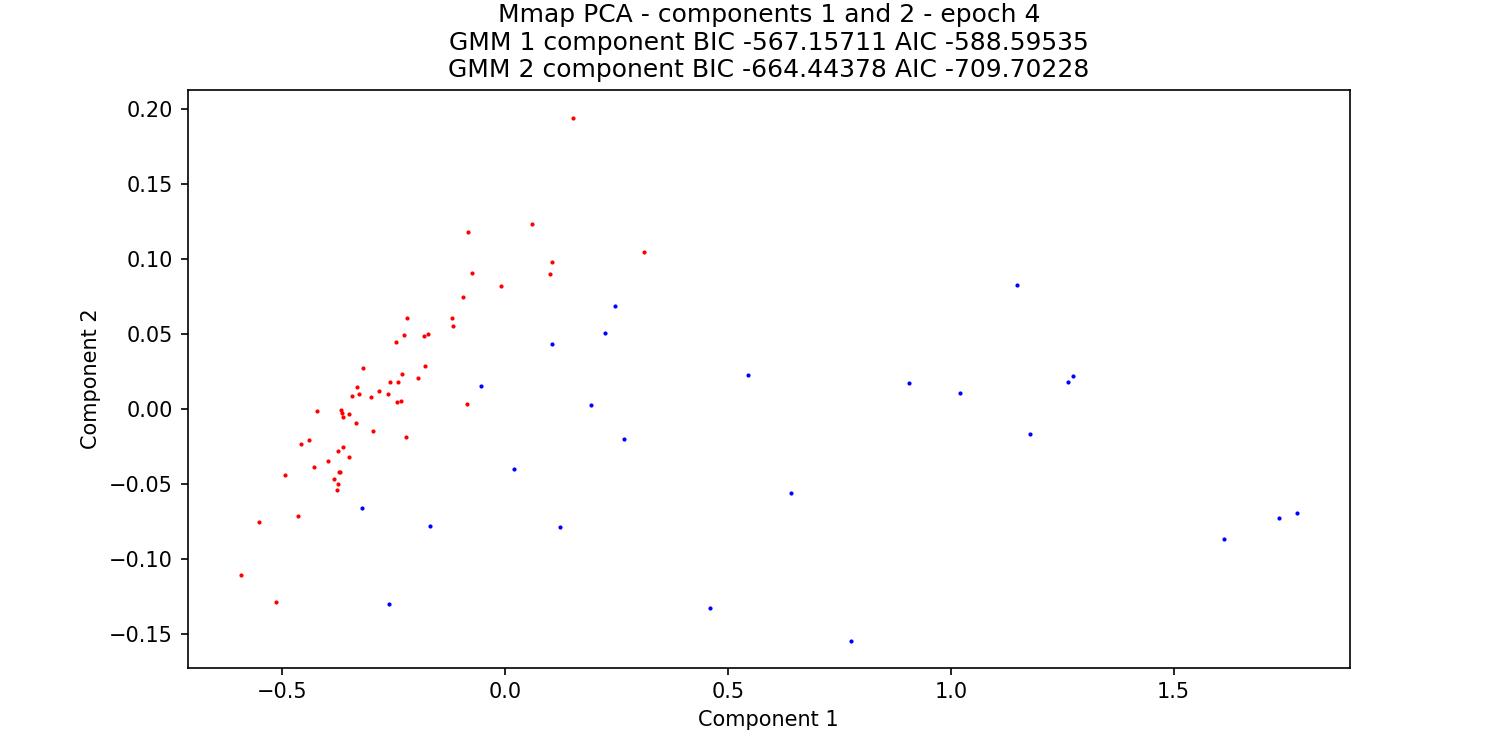 Mmap PCA - components 1 and 2 - epoch 4
GMM 1 component BIC -567.15711 AIC -588.59535
GMM 2 component BIC -664.44378 AIC -709.70228
0.20
0.15
0.10
0.05
0.00
−0.05
−0.10
−0.15
Component 2
−0.5
0.0
0.5
1.0
1.5
Component 1